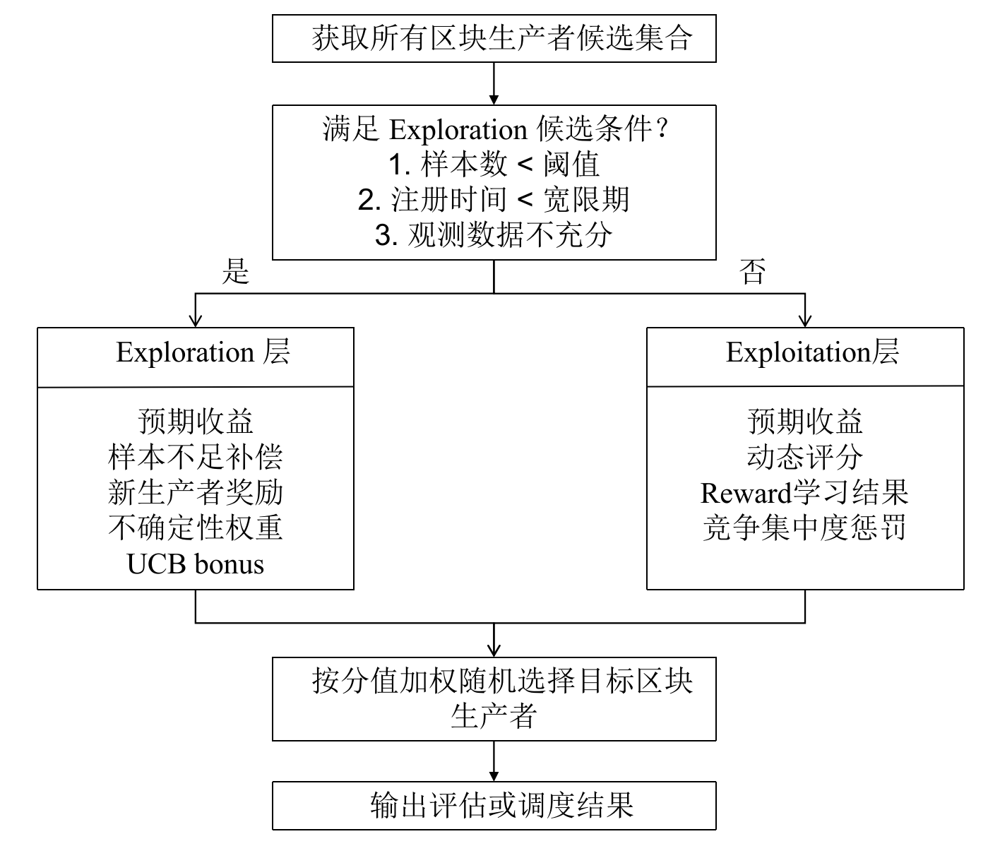 获取所有区块生产者候选集合
满足 Exploration 候选条件？
1. 样本数 < 阈值
2. 注册时间 < 宽限期
3. 观测数据不充分
是
否
Exploration 层
预期收益
样本不足补偿
新生产者奖励
不确定性权重
UCB bonus
Exploitation层
预期收益
动态评分
Reward学习结果
竞争集中度惩罚
按分值加权随机选择目标区块
生产者
输出评估或调度结果